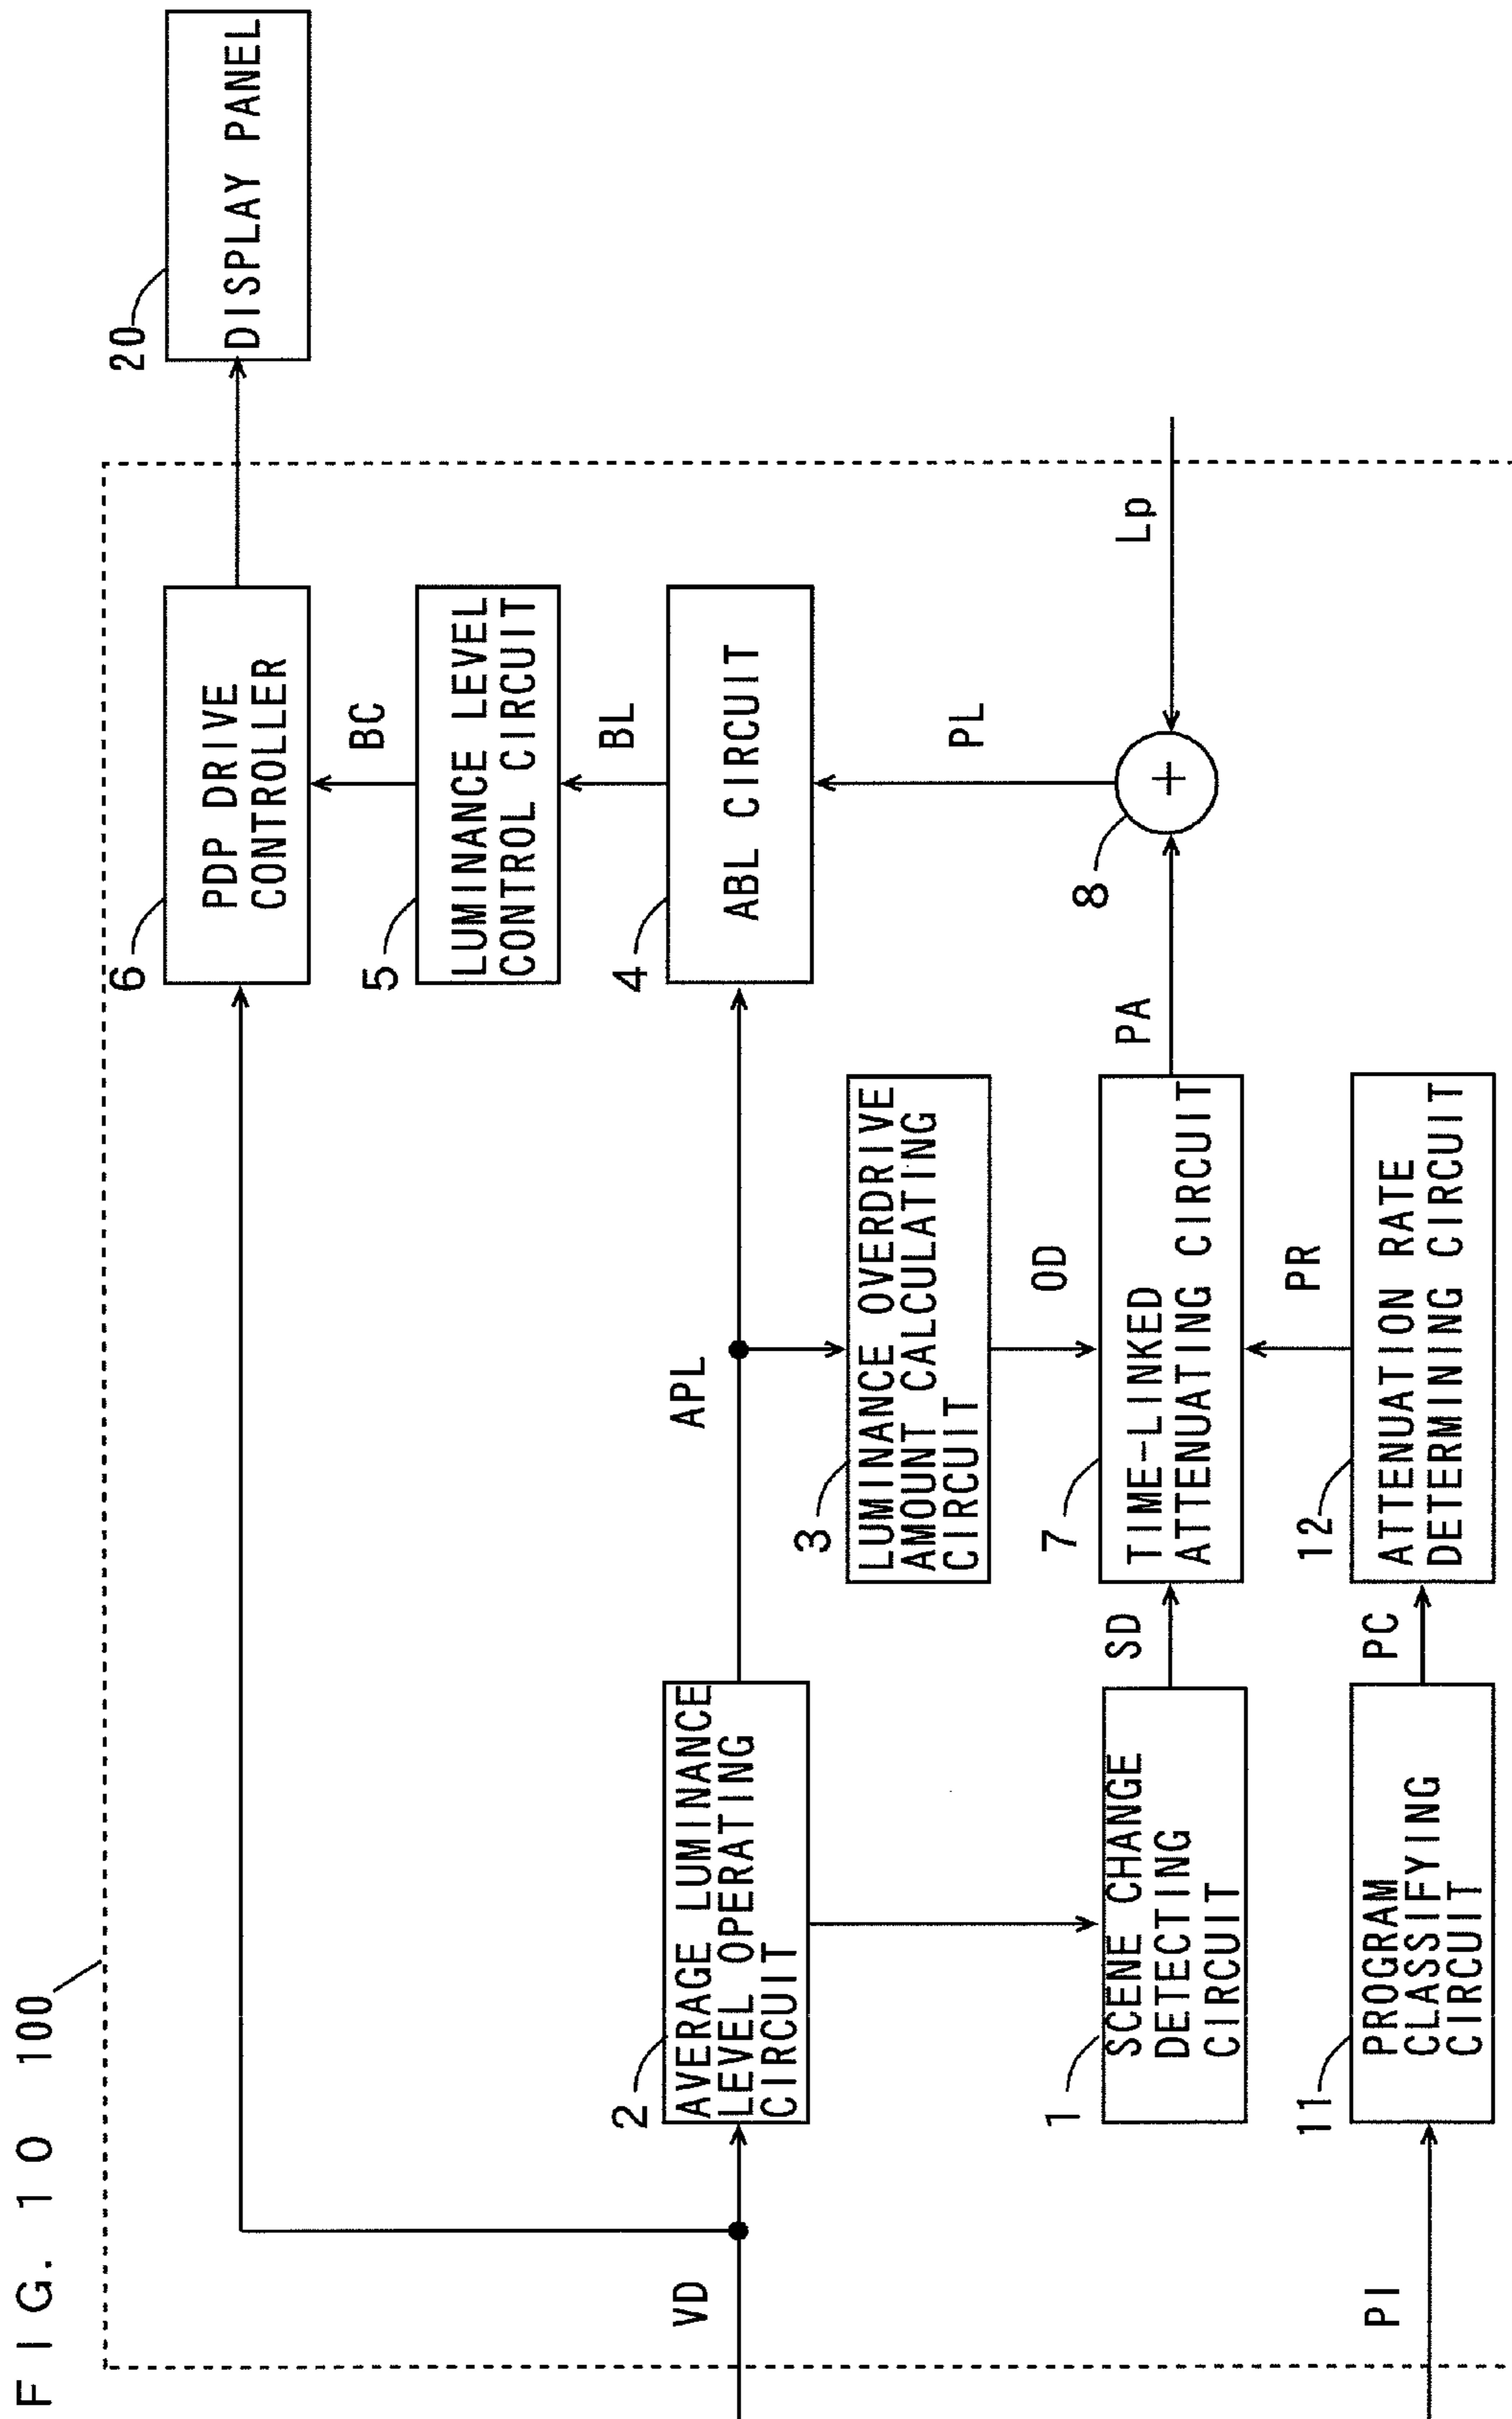 FIG. 10
100
20
DISPLAY PANEL
6
PDP DRIVE
CONTROLLER
BC
5
LUMINANCE LEVEL
CONTROL CIRCUIT
BL
4
ABL CIRCUIT
PL
Lp
8
+
PA
APL
3
LUMINANCE OVERDRIVE
AMOUNT CALCULATING
CIRCUIT
OD
7
TIME-LINKED
ATTENUATING CIRCUIT
PR
12
ATTENUATION RATE
DETERMINING CIRCUIT
VD
2
AVERAGE LUMINANCE
LEVEL OPERATING
CIRCUIT
1
SCENE CHANGE
DETECTING
CIRCUIT
SD
PI
11
PROGRAM
CLASSIFYING
CIRCUIT
PC